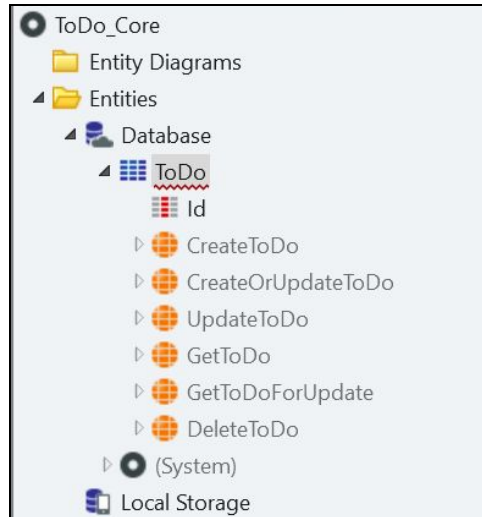 ToDo_Core
Entity Diagrams
Entities
Database
ToDo
Id
CreateToDo
CreateOrUpdateToDo
UpdateToDo
GetToDo
GetToDoForUpdate
DeleteToDo
(System)
Local Storage